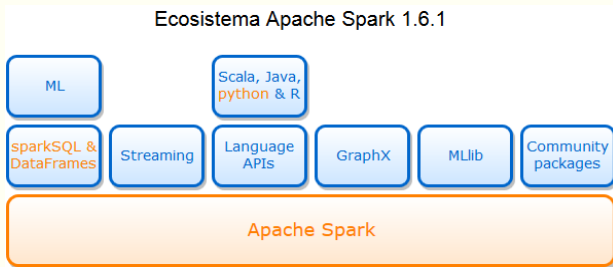 Ecosistema Apache Spark 1.6.1
ML
Scala, Java,
python & R
sparkSQL &
DataFrames
Streaming
Language
APIs
GraphX
MLlib
Community
packages
Apache Spark